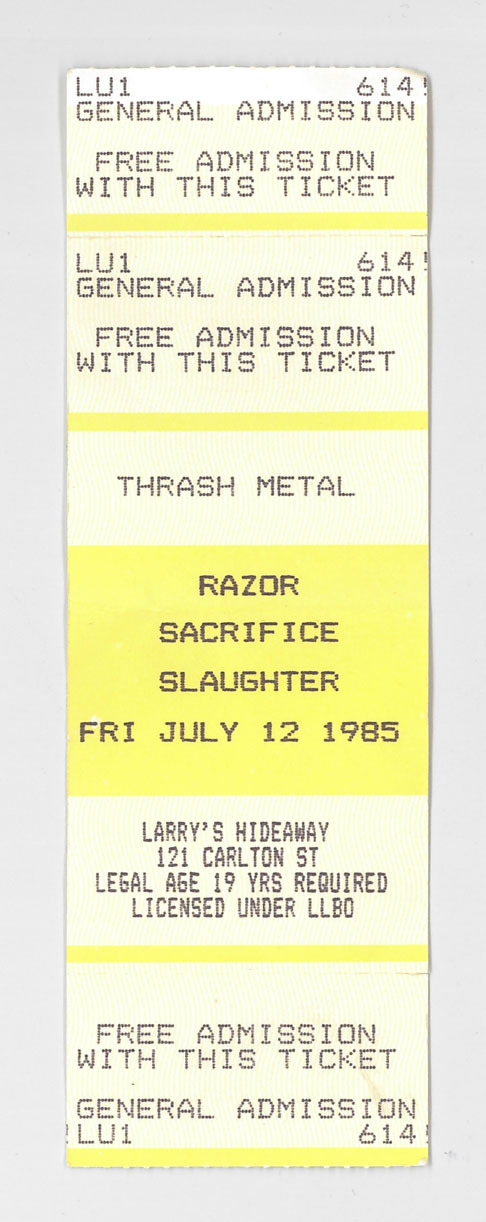 LU1 614
GENERAL ADMISSION
FREE ADMISSION
WITH THIS TICKET
LU1 614
GENERAL ADMISSION
FREE ADMISSION
WITH THIS TICKET
THRASH METAL
RAZOR
SACRIFICE
SLAUGHTER
FRI JULY 12 1985
LARRY'S HIDEAWAY
121 CARLTON ST
LEGAL AGE 19 YRS REQUIRED
LICENSED UNDER LLBO
FREE ADMISSION
WITH THIS TICKET
GENERAL ADMISSION
LU1 614